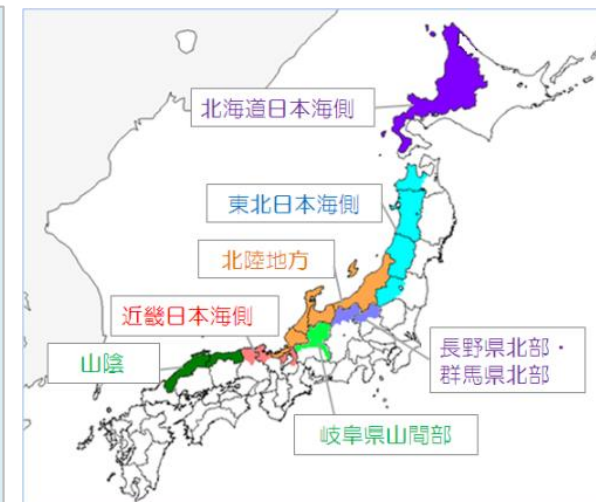 北海道日本海側
東北日本海側
北陸地方
近畿日本海側
山陰
長野県北部・
群馬県北部
岐阜県山間部